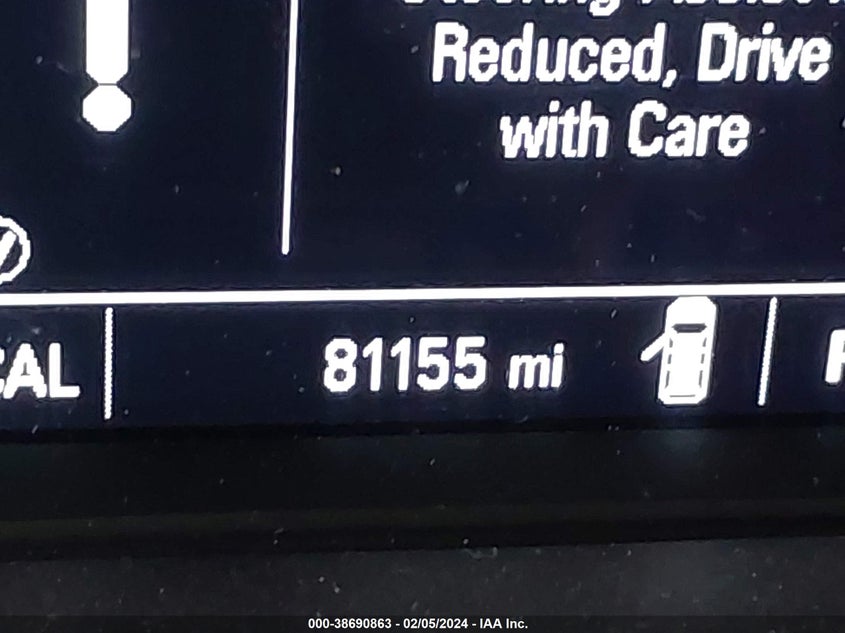 Reduced, Drive
with Care
81155 mi
000-38690863 - 02/05/2024 - IAA Inc.